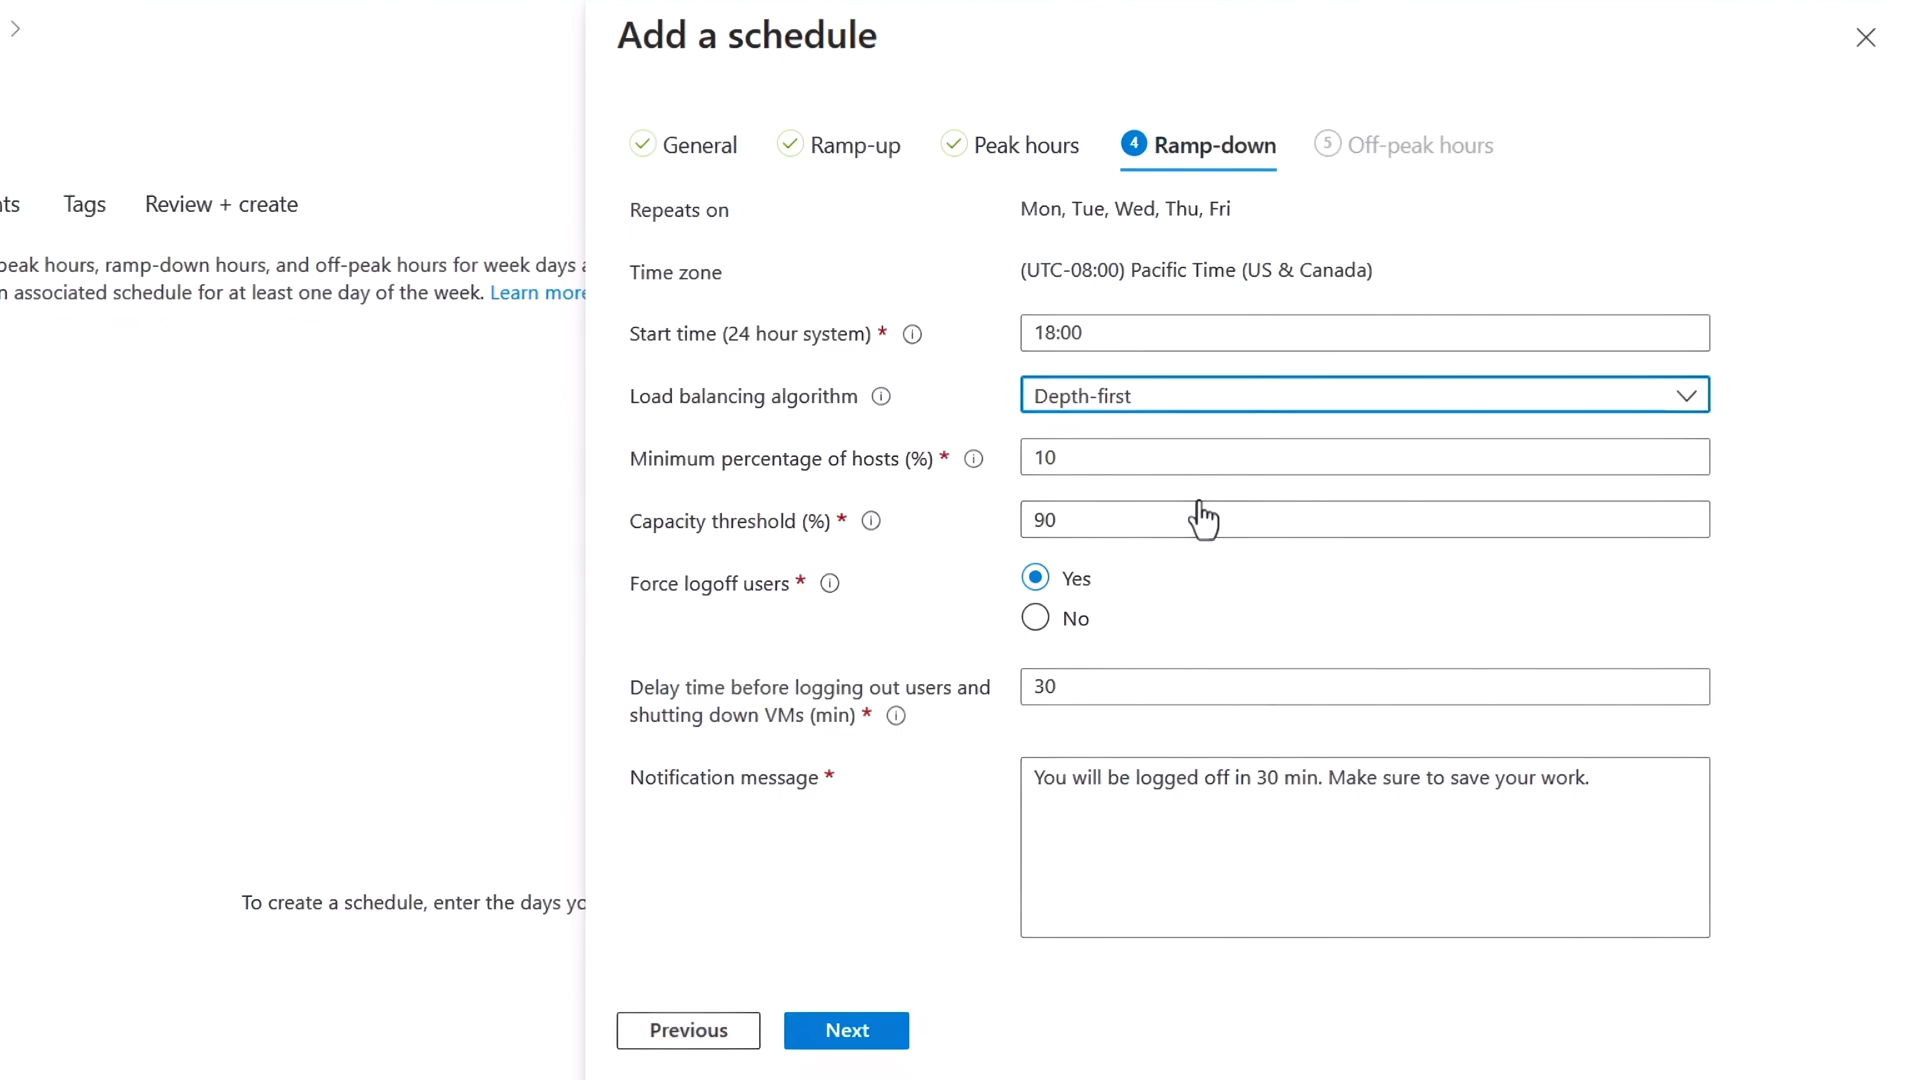 Add a schedule
General
Ramp-up
Peak hours
4 Ramp-down
5 Off-peak hours
Tags
Review + create
peak hours, ramp-down hours, and off-peak hours for week days
n associated schedule for at least one day of the week. Learn more
To create a schedule, enter the days yo
Repeats on
Mon, Tue, Wed, Thu, Fri
Time zone
(UTC-08:00) Pacific Time (US & Canada)
Start time (24 hour system) *
18:00
Load balancing algorithm
Depth-first
Minimum percentage of hosts (%) *
10
Capacity threshold (%) *
90
Force logoff users *
Yes
No
Delay time before logging out users and
shutting down VMs (min) *
30
Notification message *
You will be logged off in 30 min. Make sure to save your work.
Previous
Next